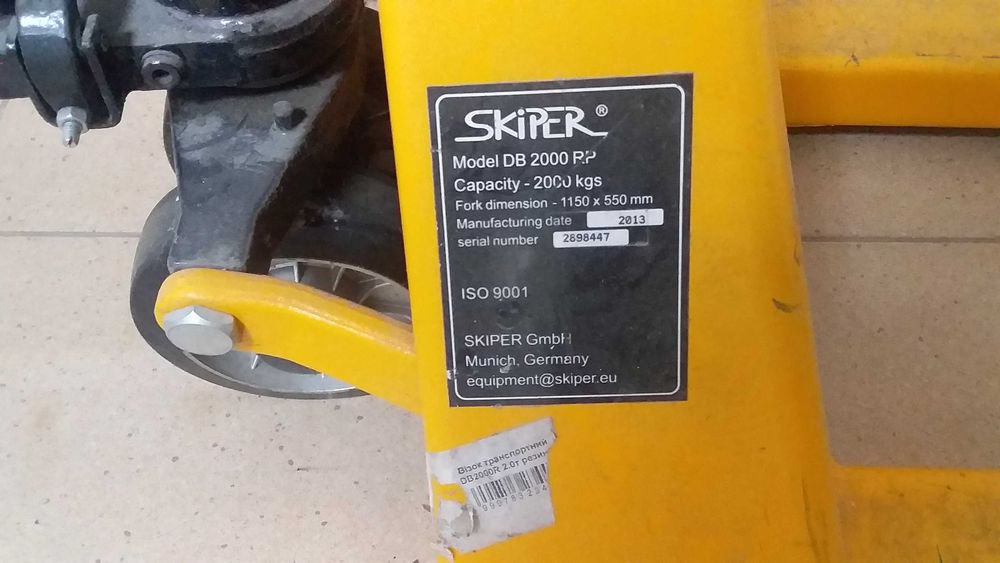 SKiPER®
Model DB 2000 RP
Capacity - 2000 kgs
Fork dimension - 1150 x 550 mm
Manufacturing date 2013
serial number 2898447
ISO 9001
SKIPER GmbH
Munich, Germany
equipment@skiper.eu
Візок транспортний
DB2000R 2.0т резин